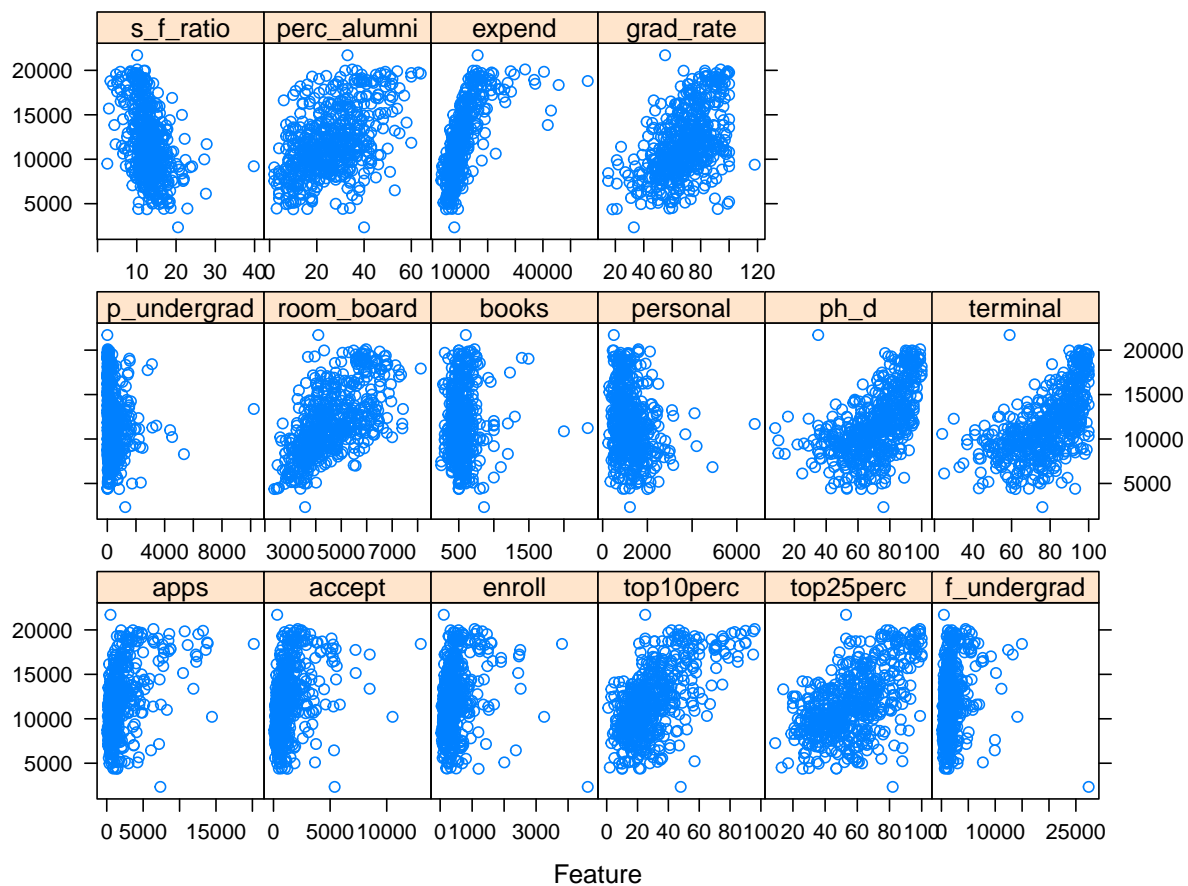 s_f_ratio perc_alumni expend grad_rate
20000
15000
10000
5000
10 20 30 40 0 20 40 60 10000 40000 20 40 60 80 120
p_undergrad room_board books personal ph_d terminal
20000
15000
10000
5000
0 4000 8000 3000 5000 7000 500 1500 0 2000 6000 20 60 100 20 40 60 80 100
apps accept enroll top10perc top25perc f_undergrad
20000
15000
10000
5000
0 5000 15000 0 5000 10000 0 1000 3000 0 20 40 60 80 100 20 40 60 80 100 0 10000 25000
Feature